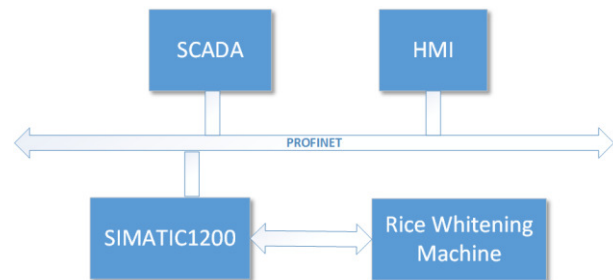 SCADA
HMI
PROFINET
SIMATIC1200
Rice Whitening
Machine